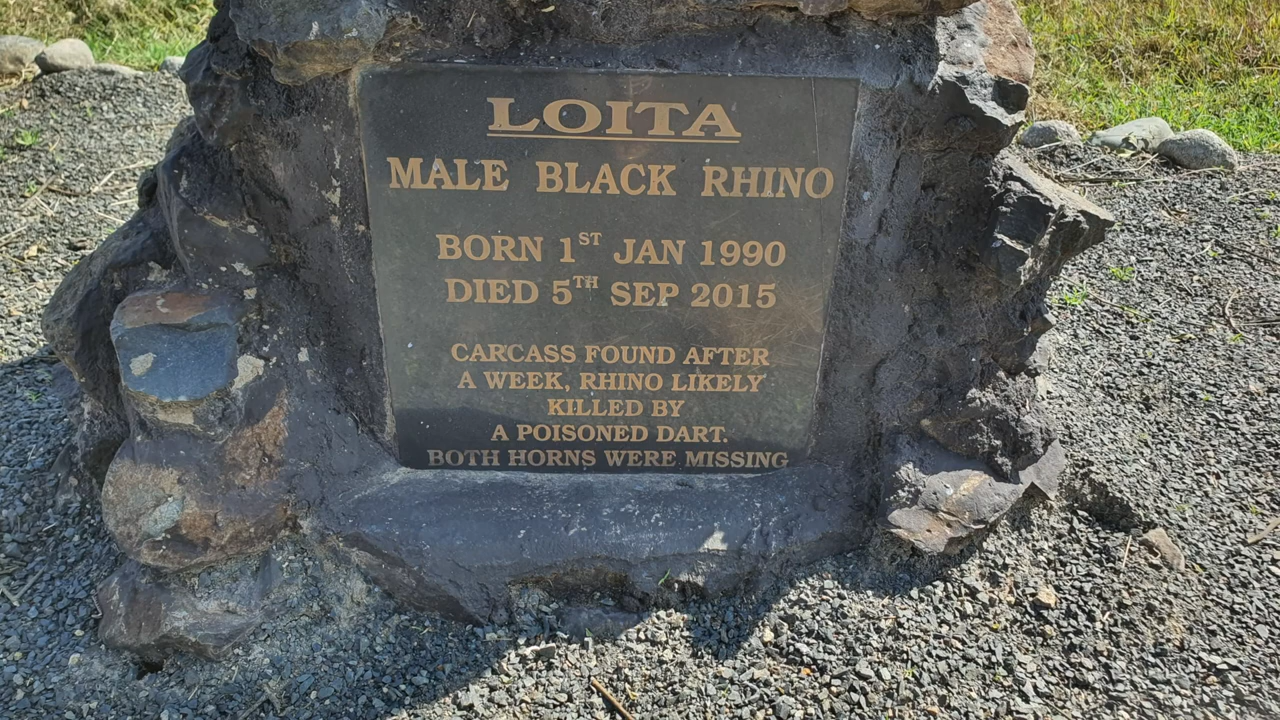 LOITA
MALE BLACK RHINO
BORN 1ST JAN 1990
DIED 5TH SEP 2015
CARCASS FOUND AFTER
A WEEK, RHINO LIKELY
KILLED BY
A POISONED DART.
BOTH HORNS WERE MISSING